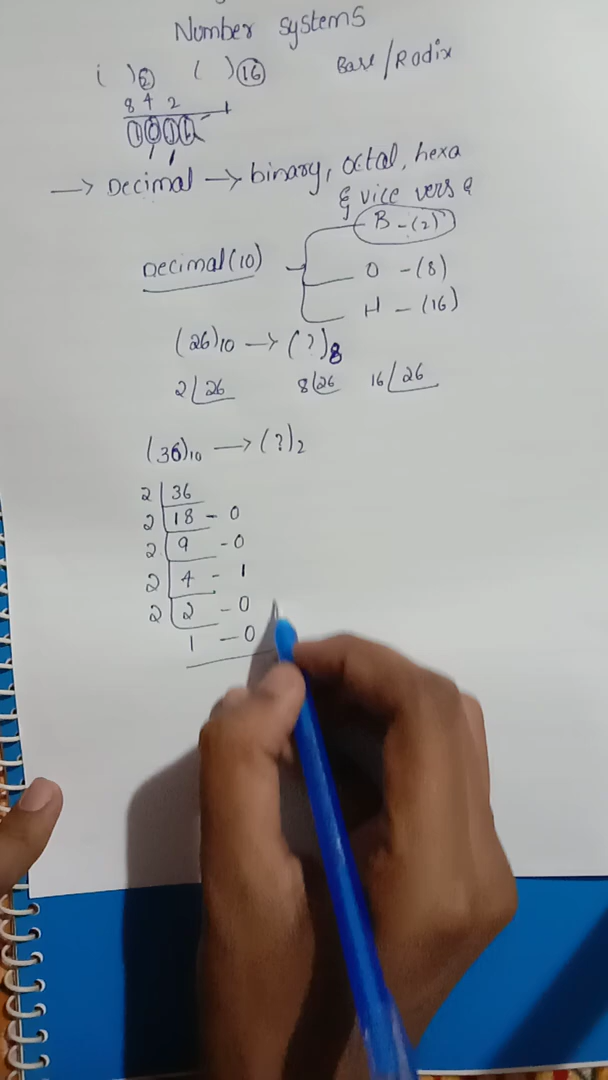 Number systems
( )2 ( )16 Base/Radix
8 4 2 1
→ Decimal → binary, octal, hexa
& vice versa
B - (2)
Decimal(10) O - (8)
H - (16)
(26)10 → (?)8
2 26 8 26 16 26
(36)10 → (?)2
2 36
2 18 - 0
2 9 - 0
2 4 - 1
2 2 - 0
1 - 0